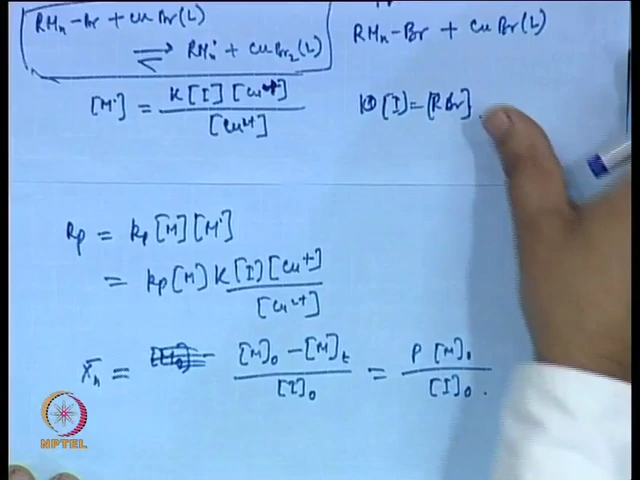 RMn-Br + CuBr(L)
⇌ RMn• + CuBr2(L)
RMn-Br + CuBr(L)
[M•] = K[I][Cu+] / [Cu2+]
[I] = [RBr]
Rp = kp[M][M•]
= kp[M] K[I][Cu+] / [Cu2+]
X̄n = [M]0 - [M]t / [I]0 = p[M]0 / [I]0.
NPTEL